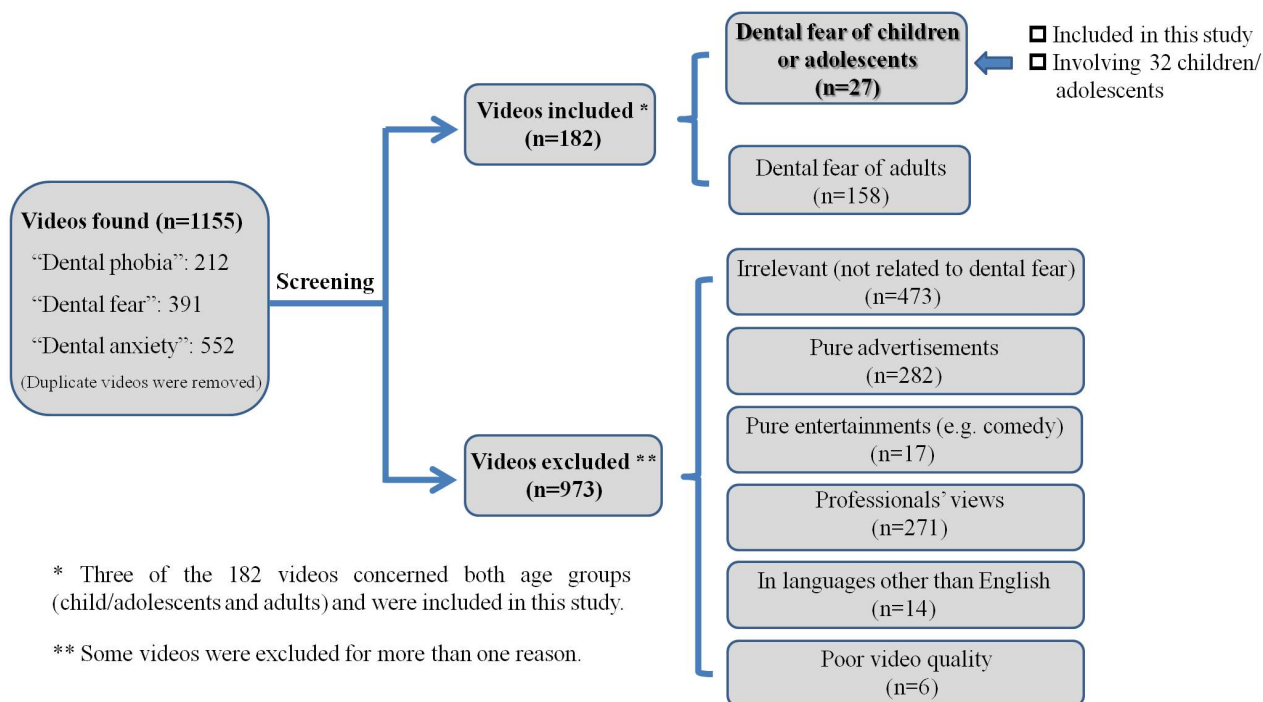 Videos found (n=1155)
“Dental phobia”: 212
“Dental fear”: 391
“Dental anxiety”: 552
(Duplicate videos were removed)
Screening
Videos included *
(n=182)
Dental fear of children
or adolescents
(n=27)
Included in this study
Involving 32 children/
adolescents
Dental fear of adults
(n=158)
Videos excluded **
(n=973)
Irrelevant (not related to dental fear)
(n=473)
Pure advertisements
(n=282)
Pure entertainments (e.g. comedy)
(n=17)
Professionals’ views
(n=271)
In languages other than English
(n=14)
Poor video quality
(n=6)
* Three of the 182 videos concerned both age groups
(child/adolescents and adults) and were included in this study.
** Some videos were excluded for more than one reason.